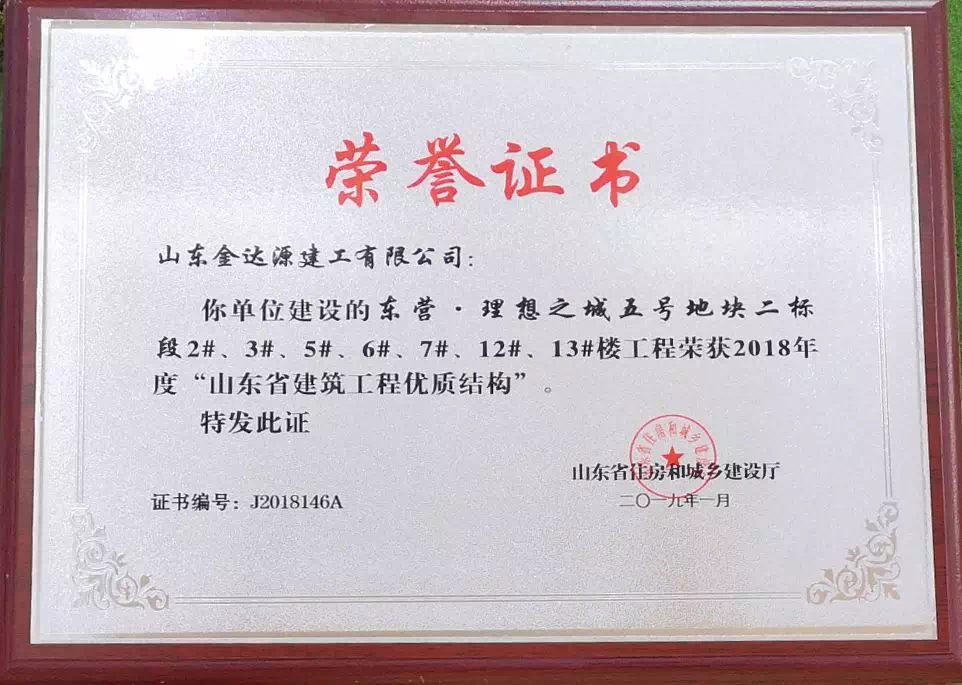 荣誉证书
山东金达源建工有限公司：
你单位建设的东营·理想之城五号地块二标
段2#、3#、5#、6#、7#、12#、13#楼工程荣获2018年
度“山东省建筑工程优质结构”。
特发此证
山东省住房和城乡建设厅
证书编号：J2018146A
二〇一九年一月